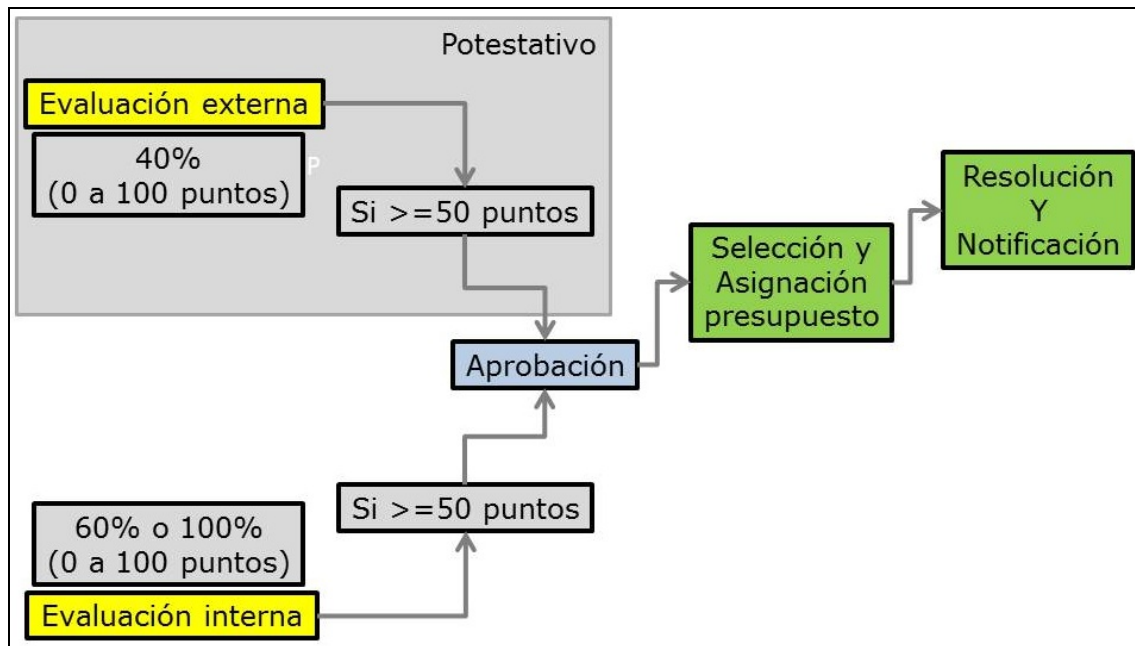 Potestativo
Evaluación externa
40%
(0 a 100 puntos)
P
Si >=50 puntos
Resolución
Y
Notificación
Selección y
Asignación
presupuesto
Aprobación
Si >=50 puntos
60% o 100%
(0 a 100 puntos)
Evaluación interna